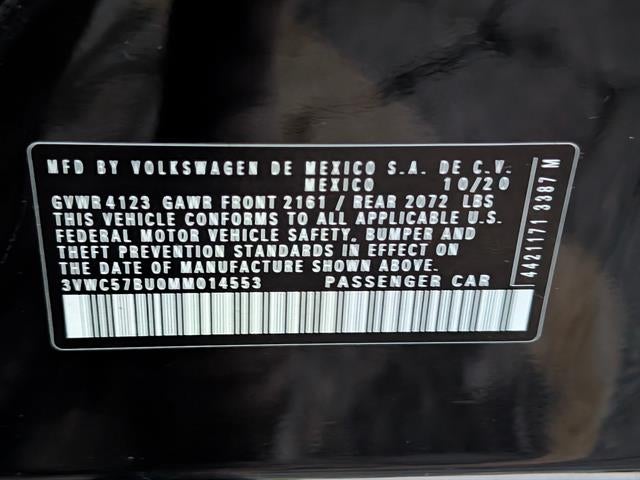 MFD BY VOLKSWAGEN DE MEXICO S.A. DE C.V.
MEXICO 10/20
GVWR 4123 GAWR FRONT 2161 / REAR 2072 LBS
THIS VEHICLE CONFORMS TO ALL APPLICABLE U.S.
FEDERAL MOTOR VEHICLE SAFETY, BUMPER AND
THEFT PREVENTION STANDARDS IN EFFECT ON
THE DATE OF MANUFACTURE SHOWN ABOVE.
3VWC57BU0MM014553 PASSENGER CAR
4421171 3387 M